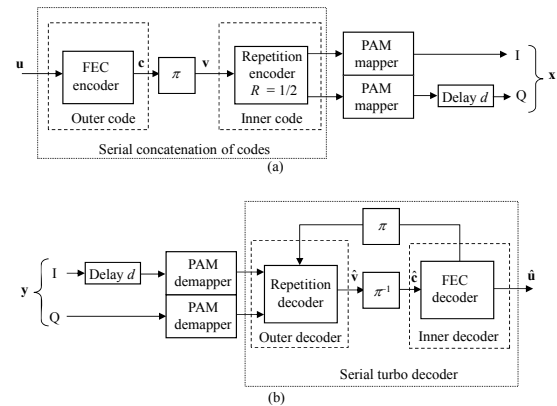 u
FEC encoder
Outer code
c
π
v
Repetition encoder R = 1/2
Inner code
Serial concatenation of codes
PAM mapper
PAM mapper
Delay d
I
Q
x
(a)
y
I
Q
Delay d
PAM demapper
PAM demapper
π
Repetition decoder
Outer decoder
v̂
π⁻¹
ĉ
FEC decoder
Inner decoder
û
Serial turbo decoder
(b)